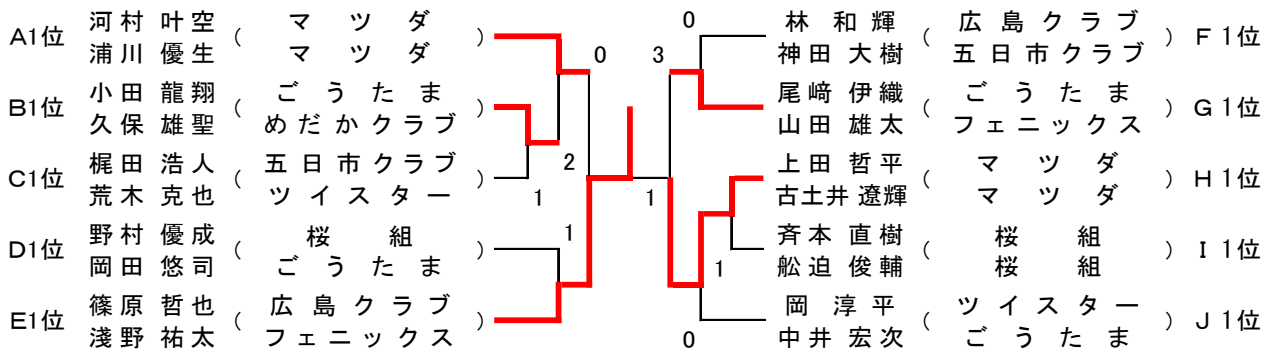 A1位 河村 叶空 ( マツダ )
浦川 優生 マツダ
B1位 小田 龍翔 ( ごうたま )
久保 雄聖 めだかクラブ
C1位 梶田 浩人 ( 五日市クラブ )
荒木 克也 ツイスター
D1位 野村 優成 ( 桜組 )
岡田 悠司 ごうたま
E1位 篠原 哲也 ( 広島クラブ )
淺野 祐太 フェニックス
0 3
2
1
1
1
0
1
0
林 和輝 ( 広島クラブ ) F1位
神田 大樹 五日市クラブ
尾﨑 伊織 ( ごうたま ) G1位
山田 雄太 フェニックス
上田 哲平 ( マツダ ) H1位
古土井 遼輝 マツダ
斉本 直樹 ( 桜組 ) I1位
舩迫 俊輔 桜組
岡 淳平 ( ツイスター ) J1位
中井 宏次 ごうたま